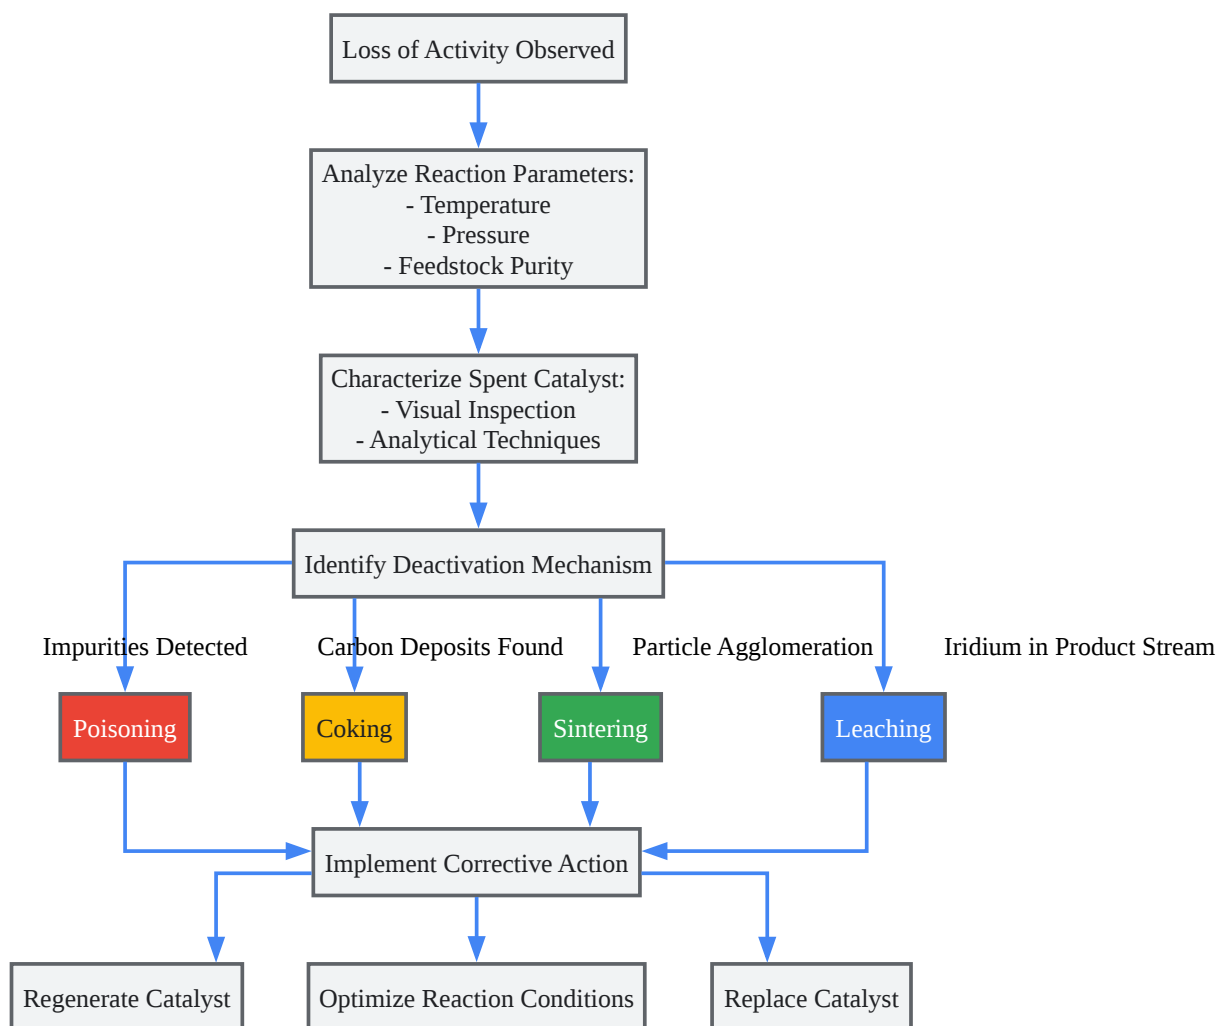 Loss of Activity Observed
Analyze Reaction Parameters:
- Temperature
- Pressure
- Feedstock Purity
Characterize Spent Catalyst:
- Visual Inspection
- Analytical Techniques
Identify Deactivation Mechanism
Impurities Detected
Carbon Deposits Found
Particle Agglomeration
Iridium in Product Stream
Poisoning
Coking
Sintering
Leaching
Implement Corrective Action
Regenerate Catalyst
Optimize Reaction Conditions
Replace Catalyst